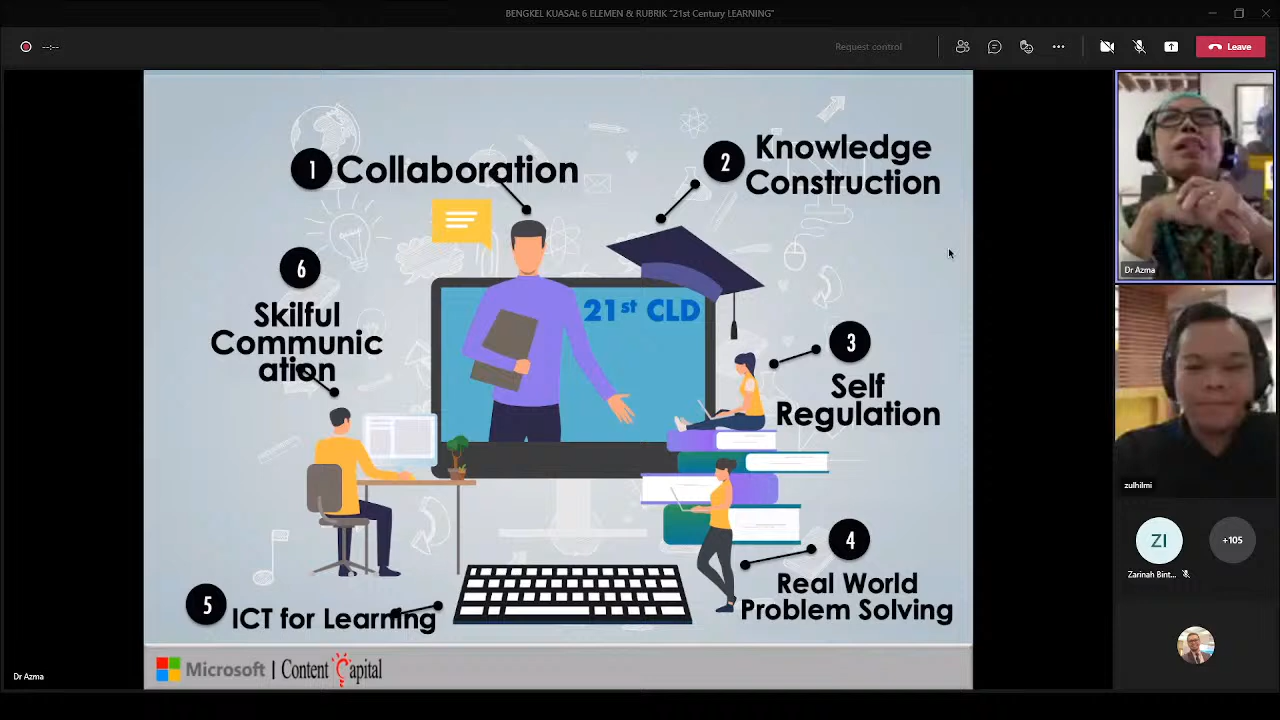 BENGKEL KUASAI: 6 ELEMEN & RUBRIK "21st Century LEARNING"
--:--
Request control
Leave
1 Collaboration
2 Knowledge
Construction
6
Skilful
Communic
ation
21st CLD
3
Self
Regulation
4
Real World
Problem Solving
5 ICT for Learning
Microsoft | Content Capital
Dr Azma
Dr Azma
zulhilmi
ZI
+105
Zarinah Bint...